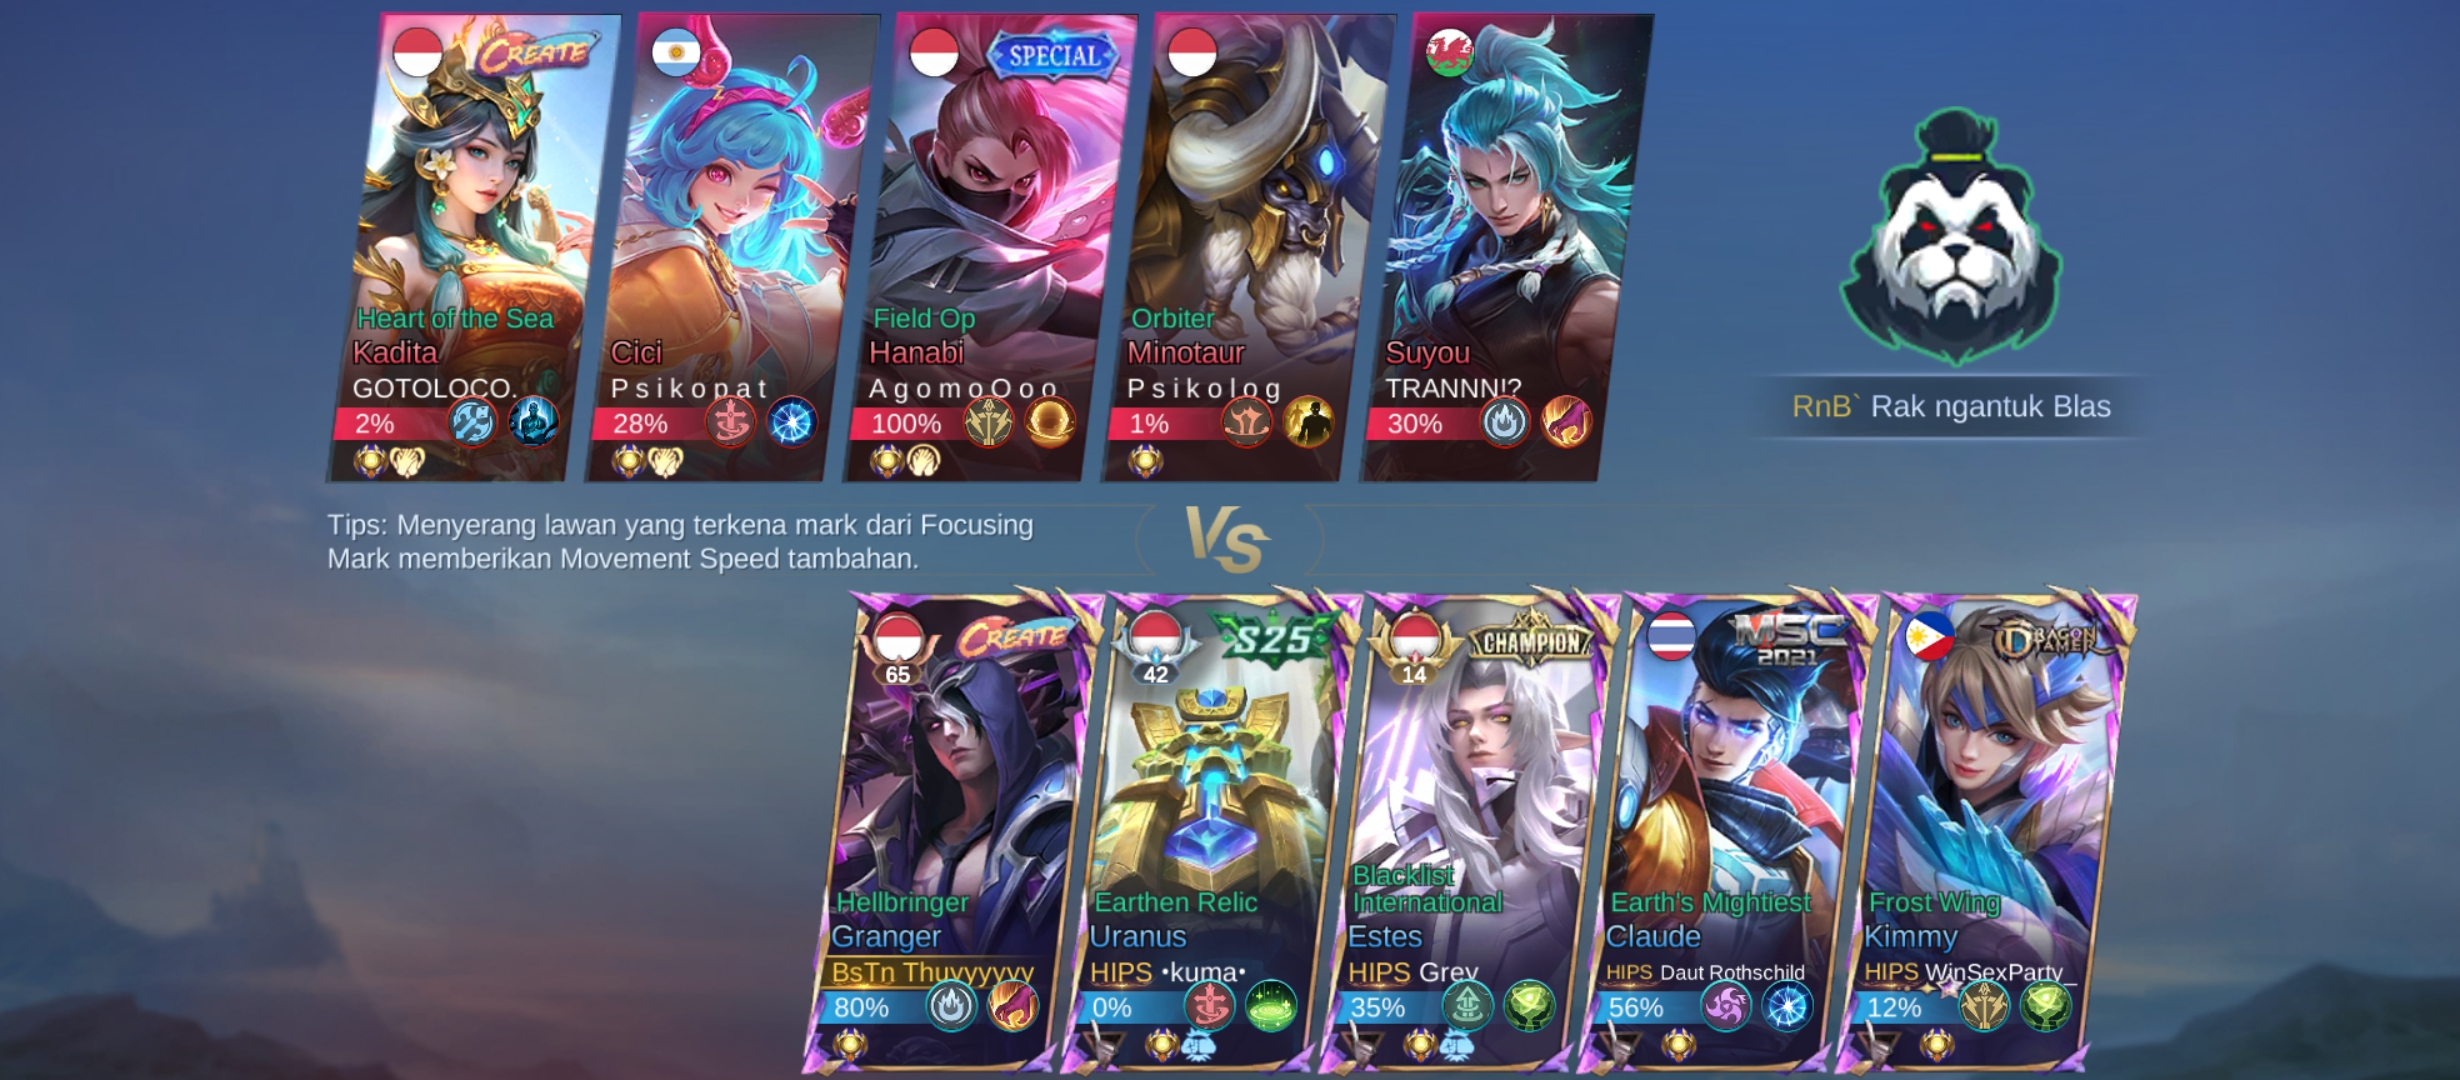 CREATE
Heart of the Sea
Kadita
GOTOLOCO.
2%
Cici
Psikopat
28%
SPECIAL
Field Op
Hanabi
AgomoOoo
100%
Orbiter
Minotaur
Psikolog
1%
Suyou
TRANNN!?
30%
RnB` Rak ngantuk Blas
Tips: Menyerang lawan yang terkena mark dari Focusing
Mark memberikan Movement Speed tambahan.
VS
65
CREATE
Hellbringer
Granger
BsTn Thuyyyyyy
80%
42
S25
Earthen Relic
Uranus
HIPS •kuma•
0%
14
CHAMPION
Blacklist
International
Estes
HIPS Grey
35%
MSC
2021
Earth's Mightiest
Claude
HIPS Daut Rothschild
56%
DRAGON
TAMER
Frost Wing
Kimmy
HIPS WinSexParty_
12%